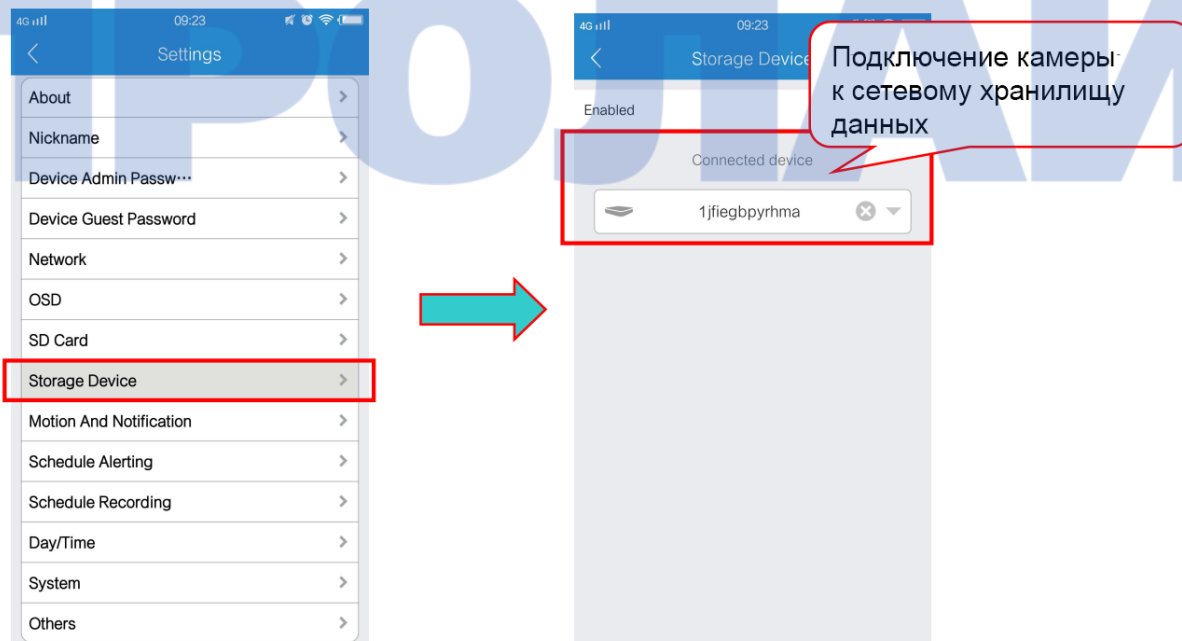 4G
09:23
Settings
About
Nickname
Device Admin Passw···
Device Guest Password
Network
OSD
SD Card
Storage Device
Motion And Notification
Schedule Alerting
Schedule Recording
Day/Time
System
Others
4G
09:23
Storage Device
Enabled
Connected device
1jfiegbpyrhma
Подключение камеры
к сетевому хранилищу
данных